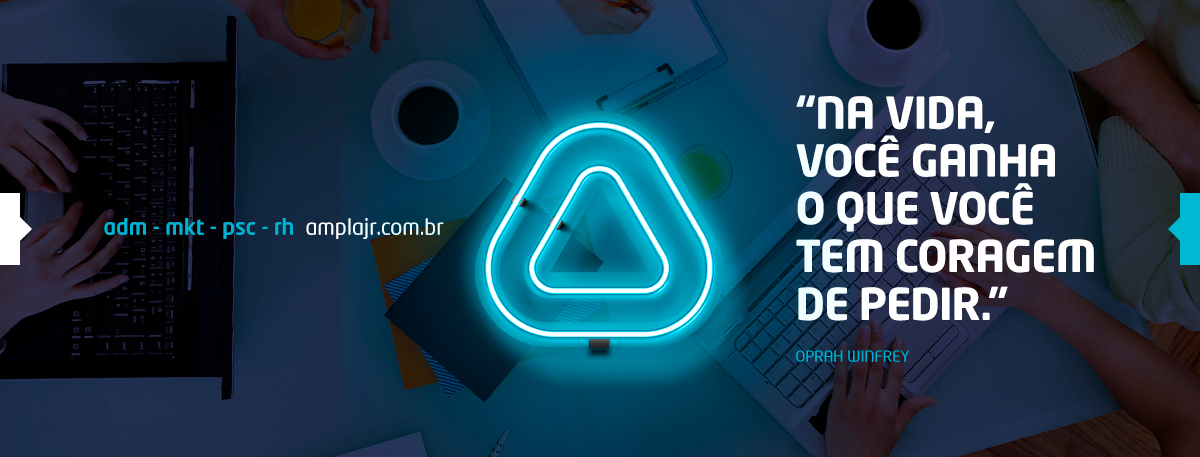 adm - mkt - psc - rh amplajr.com.br
“NA VIDA,
VOCÊ GANHA
O QUE VOCÊ
TEM CORAGEM
DE PEDIR.”
OPRAH WINFREY